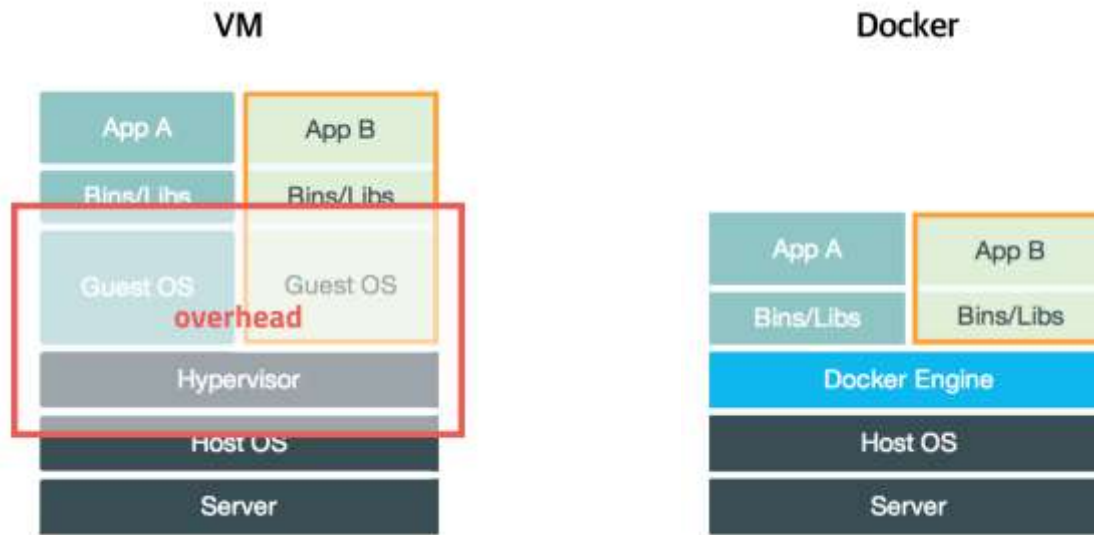 VM
App A
App B
Bins/Libs
Bins/Libs
Guest OS
Guest OS
overhead
Hypervisor
Host OS
Server
Docker
App A
App B
Bins/Libs
Bins/Libs
Docker Engine
Host OS
Server